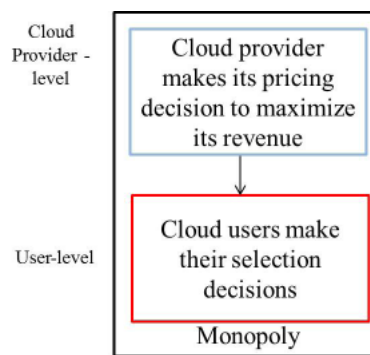 Cloud
Provider -
level
Cloud provider
makes its pricing
decision to maximize
its revenue
User-level
Cloud users make
their selection
decisions
Monopoly